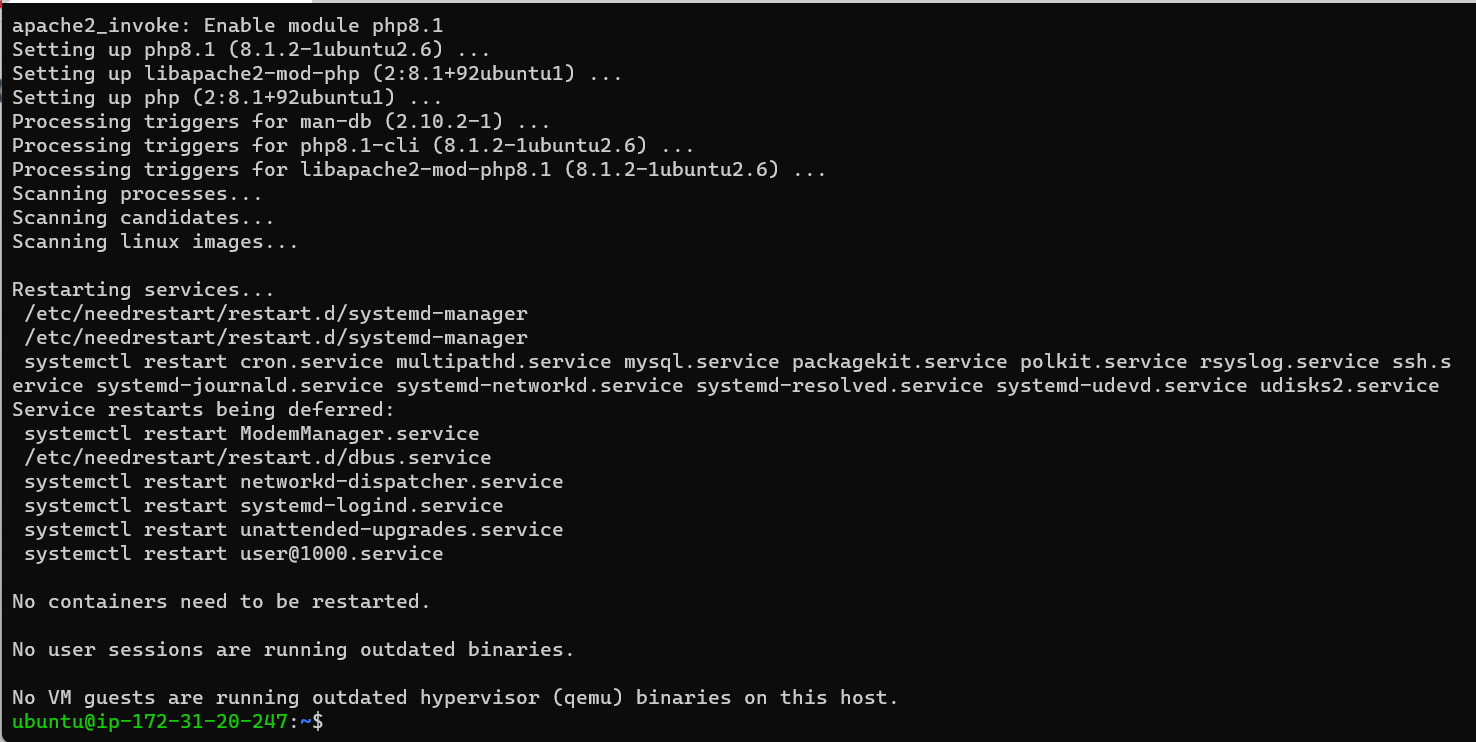 apache2_invoke: Enable module php8.1
Setting up php8.1 (8.1.2-1ubuntu2.6) ...
Setting up libapache2-mod-php (2:8.1+92ubuntu1) ...
Setting up php (2:8.1+92ubuntu1) ...
Processing triggers for man-db (2.10.2-1) ...
Processing triggers for php8.1-cli (8.1.2-1ubuntu2.6) ...
Processing triggers for libapache2-mod-php8.1 (8.1.2-1ubuntu2.6) ...
Scanning processes...
Scanning candidates...
Scanning linux images...
Restarting services...
/etc/needrestart/restart.d/systemd-manager
/etc/needrestart/restart.d/systemd-manager
systemctl restart cron.service multipathd.service mysql.service packagekit.service polkit.service rsyslog.service ssh.s
ervice systemd-journald.service systemd-networkd.service systemd-resolved.service systemd-udevd.service udisks2.service
Service restarts being deferred:
systemctl restart ModemManager.service
/etc/needrestart/restart.d/dbus.service
systemctl restart networkd-dispatcher.service
systemctl restart systemd-logind.service
systemctl restart unattended-upgrades.service
systemctl restart user@1000.service
No containers need to be restarted.
No user sessions are running outdated binaries.
No VM guests are running outdated hypervisor (qemu) binaries on this host.
ubuntu@ip-172-31-20-247:~$